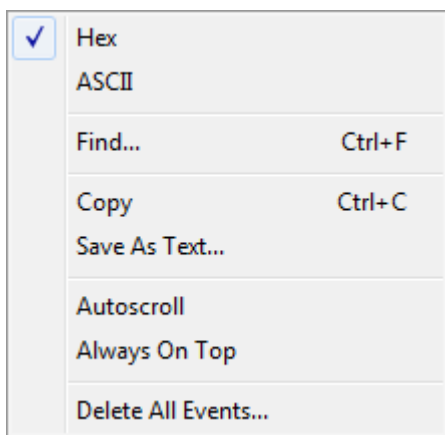 Hex
ASCII
Find... Ctrl+F
Copy Ctrl+C
Save As Text...
Autoscroll
Always On Top
Delete All Events...